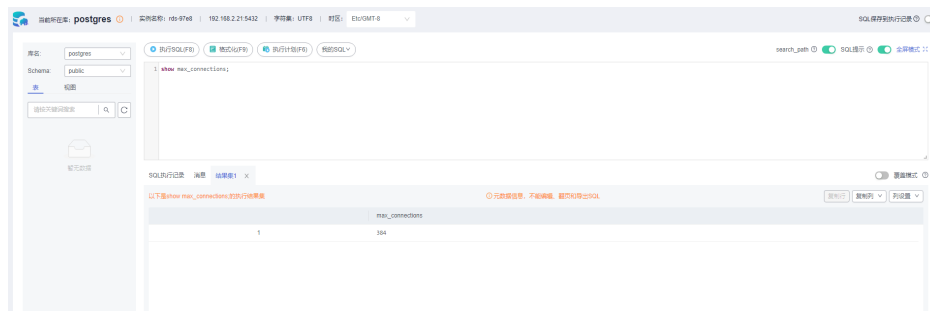 当前所在库: postgres | 实例名称: rds-97e8 | 192.168.2.21:5432 | 字符集: UTF8 | 时区: Etc/GMT-8 SQL保存到执行记录
库名: postgres
Schema: public
表 视图
请按关键词搜索
暂无数据
执行SQL(F8) 格式化(F9) 执行计划(F6) 我的SQL search_path SQL提示 全屏模式
1 show max_connections;
SQL执行记录 消息 结果集1 × 覆盖模式
以下是show max_connections;的执行结果集 元数据信息，不能编辑、翻页和导出SQL 复制行 复制列 列设置
max_connections
1 384